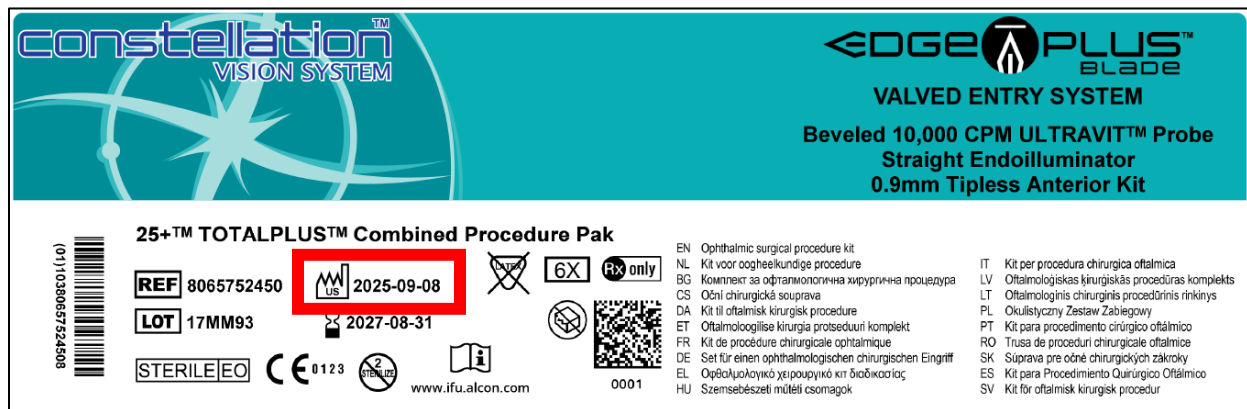 constellation™
VISION SYSTEM
EDGE PLUS™
BLADE
VALVED ENTRY SYSTEM
Beveled 10,000 CPM ULTRAVIT™ Probe
Straight Endoilluminator
0.9mm Tipless Anterior Kit
25+™ TOTALPLUS™ Combined Procedure Pak
(01)10380657524508
REF 8065752450
US 2025-09-08
LATEX
6X
Rx only
LOT 17MM93
2027-08-31
STERILE EO
CE 0123
2
STERILIZE
www.ifu.alcon.com
0001
EN Ophthalmic surgical procedure kit
NL Kit voor oogheelkundige procedure
BG Комплект за офталмологична хирургична процедура
CS Oční chirurgická souprava
DA Kit til oftalmisk kirurgisk procedure
ET Oftalmoloogilise kirurgia protseduuri komplekt
FR Kit de procédure chirurgicale ophtalmique
DE Set für einen ophthalmologischen chirurgischen Eingriff
EL Οφθαλμολογικό χειρουργικό κιτ διαδικασίας
HU Szemsebészeti műtéti csomagok
IT Kit per procedura chirurgica oftalmica
LV Oftalmoloģiskas ķirurģiskās procedūras komplekts
LT Oftalmologinis chirurginis procedūrinis rinkinys
PL Okulistyczny Zestaw Zabiegowy
PT Kit para procedimento cirúrgico oftálmico
RO Trusa de proceduri chirurgicale oftalmice
SK Súprava pre očné chirurgických zákroky
ES Kit para Procedimiento Quirúrgico Oftálmico
SV Kit för oftalmisk kirurgisk procedur